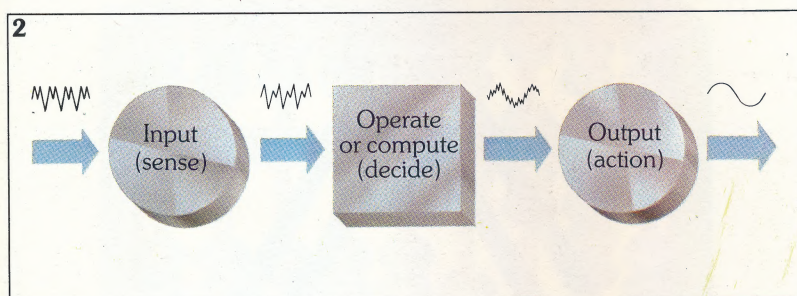 2
Input
(sense)
Operate
or compute
(decide)
Output
(action)